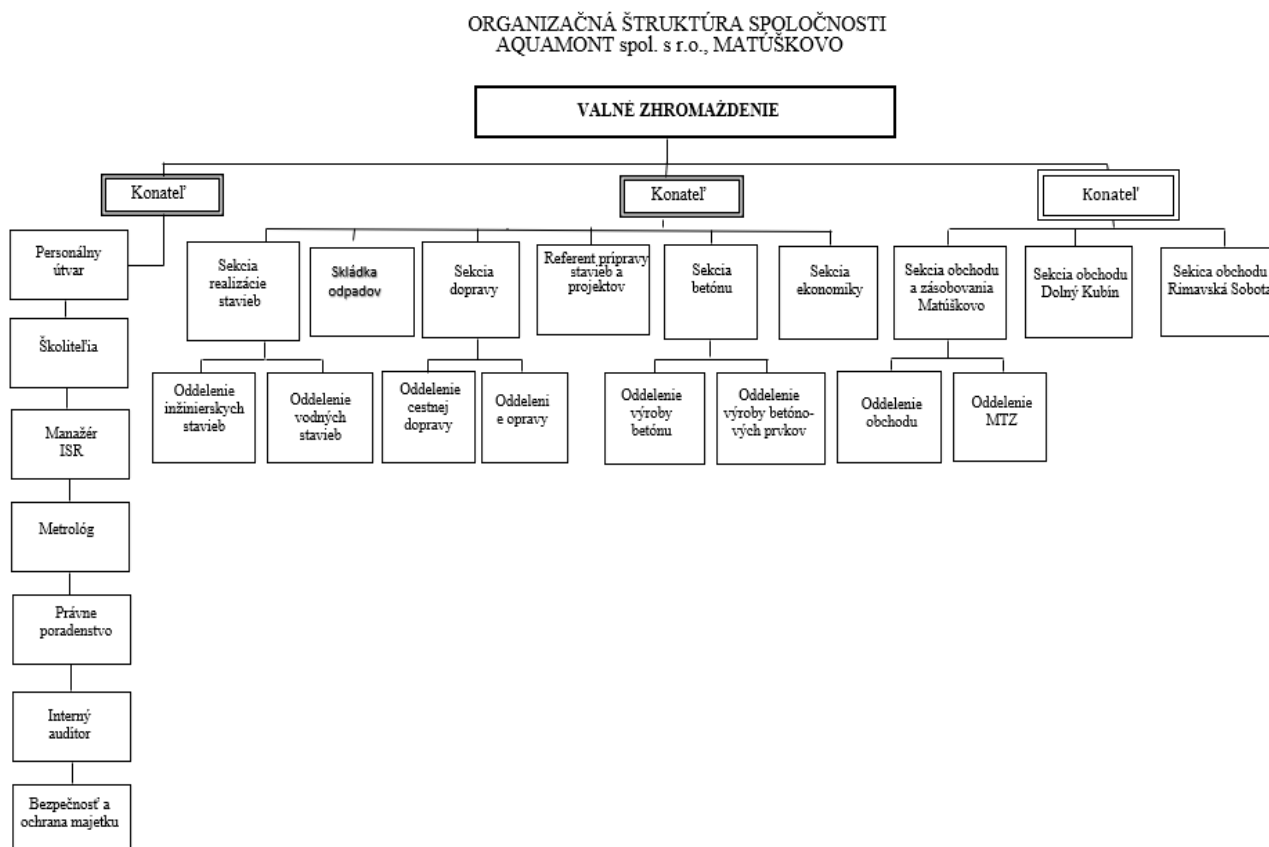 ORGANIZAČNÁ ŠTRUKTÚRA SPOLOČNOSTI
AQUAMONT spol. s r.o., MATÚŠKOVO
VALNÉ ZHROMAŽDENIE
Konateľ
Konateľ
Konateľ
Personálny
útvar
Školiteľia
Manažér
ISR
Metrológ
Právne
poradenstvo
Interný
audítor
Bezpečnosť a
ochrana majetku
Sekcia
realizácie
stavieb
Skládka
odpadov
Sekcia
dopravy
Referent prípravy
stavieb a
projektov
Sekcia
betónu
Sekcia
ekonomiky
Sekcia obchodu
a zásobovania
Matúškovo
Sekcia obchodu
Dolný Kubín
Sekica obchodu
Rimavská Sobota
Oddelenie
inžinierskych
stavieb
Oddelenie
vodných
stavieb
Oddelenie
cestnej
dopravy
Oddeleni
e opravy
Oddelenie
výroby
betónu
Oddelenie
výroby betóno-
vých prvkov
Oddelenie
obchodu
Oddelenie
MTZ